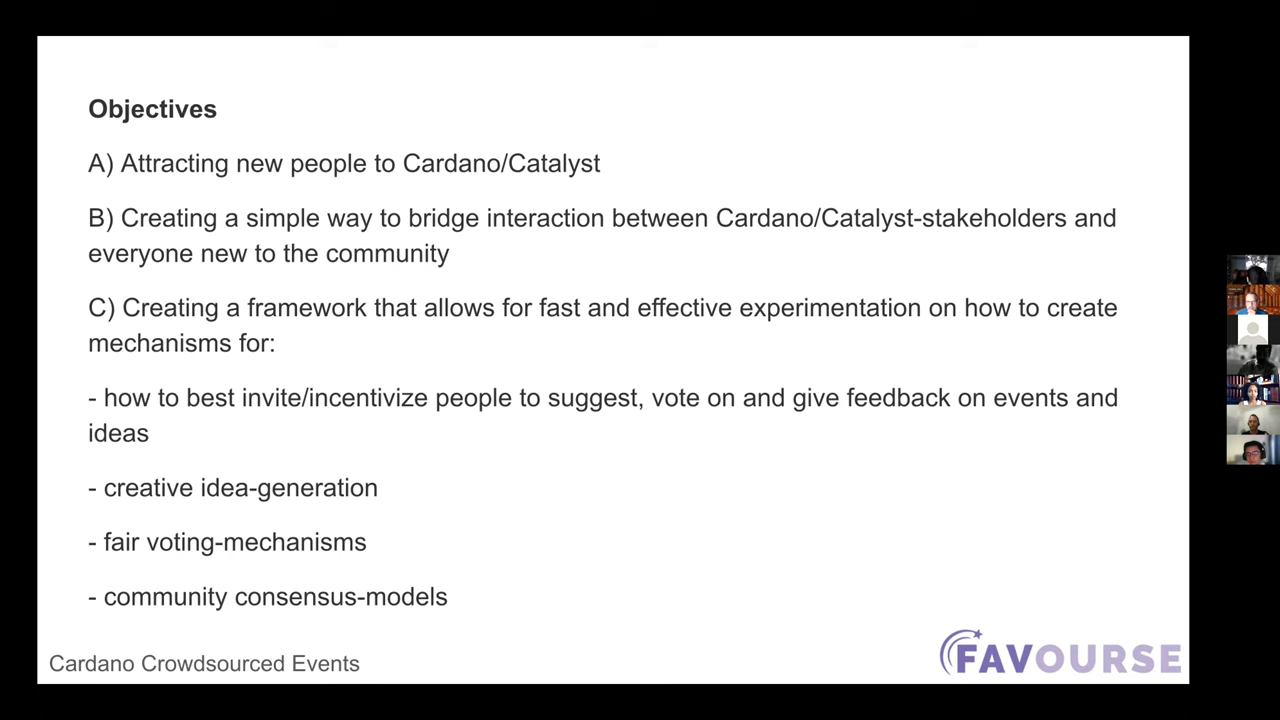 Objectives
A) Attracting new people to Cardano/Catalyst
B) Creating a simple way to bridge interaction between Cardano/Catalyst-stakeholders and
everyone new to the community
C) Creating a framework that allows for fast and effective experimentation on how to create
mechanisms for:
- how to best invite/incentivize people to suggest, vote on and give feedback on events and
ideas
- creative idea-generation
- fair voting-mechanisms
- community consensus-models
Cardano Crowdsourced Events
FAVOURSE